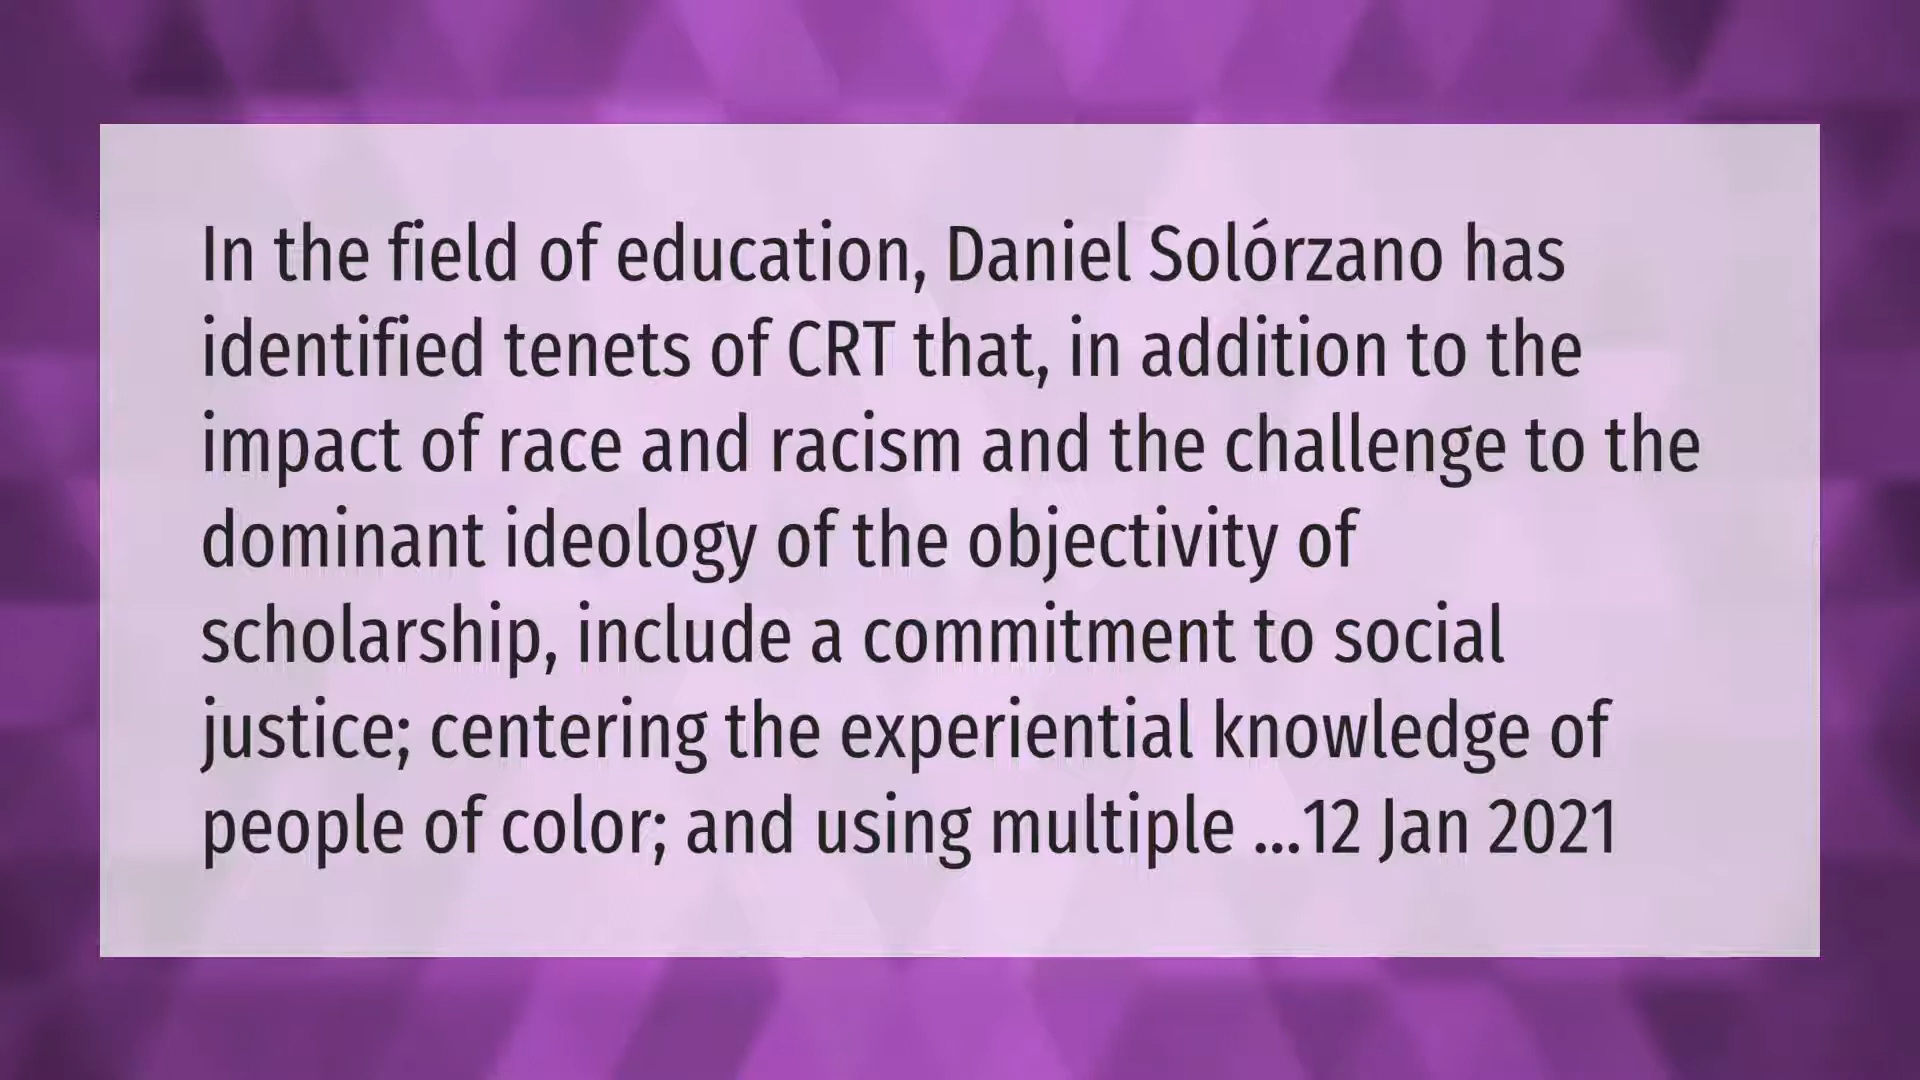 In the field of education, Daniel Solórzano has
identified tenets of CRT that, in addition to the
impact of race and racism and the challenge to the
dominant ideology of the objectivity of
scholarship, include a commitment to social
justice; centering the experiential knowledge of
people of color; and using multiple ...12 Jan 2021